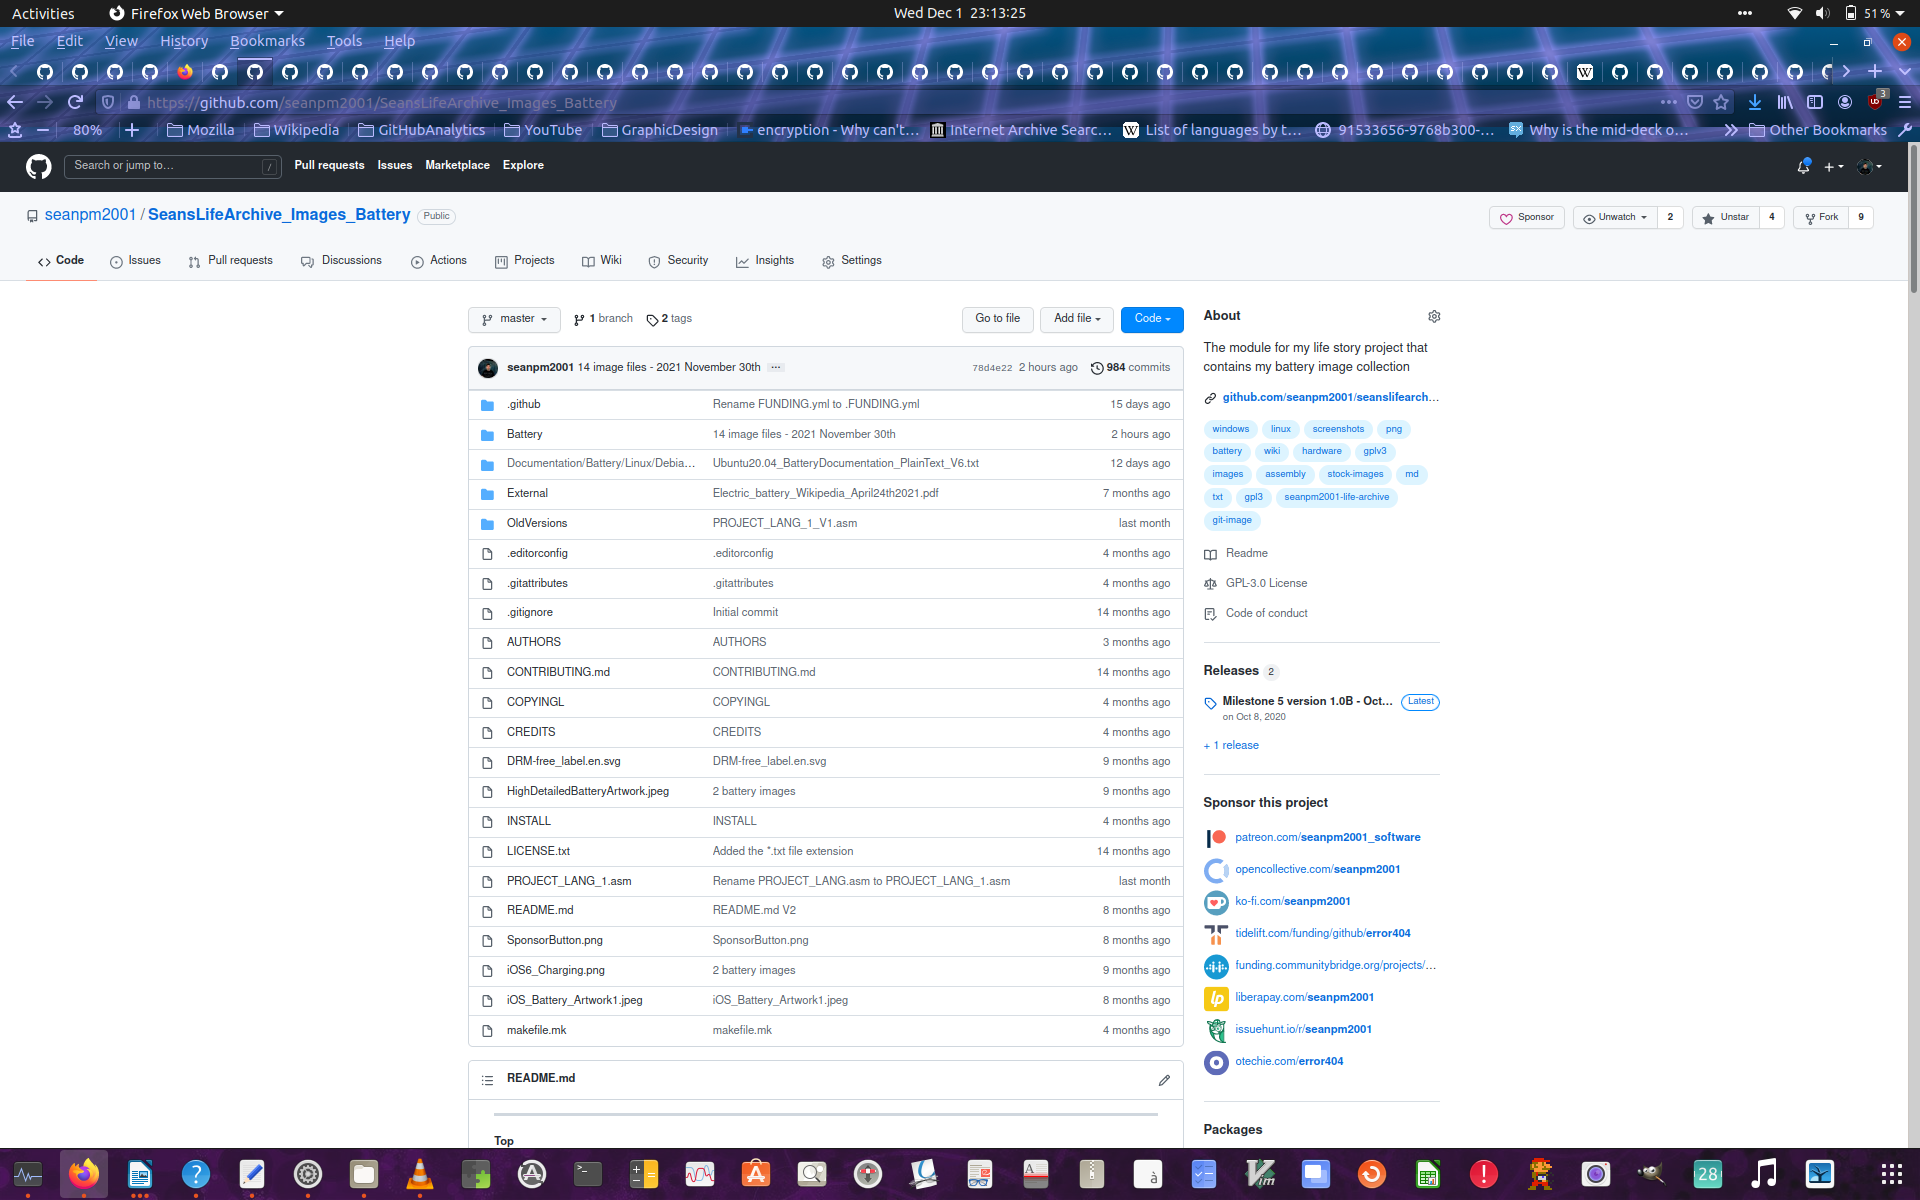 Activities Firefox Web Browser Wed Dec 1 23:13:25 51 %
File Edit View History Bookmarks Tools Help
https://github.com/seanpm2001/SeansLifeArchive_Images_Battery 3
80% Mozilla Wikipedia GitHubAnalytics YouTube GraphicDesign encryption - Why can't… Internet Archive Searc… List of languages by t… 91533656-9768b300-… Why is the mid-deck o… Other Bookmarks
Search or jump to… / Pull requests Issues Marketplace Explore
seanpm2001 / SeansLifeArchive_Images_Battery Public Sponsor Unwatch 2 Unstar 4 Fork 9
Code Issues Pull requests Discussions Actions Projects Wiki Security Insights Settings
master 1 branch 2 tags Go to file Add file Code
seanpm2001 14 image files - 2021 November 30th ... 78d4e22 2 hours ago 984 commits
.github Rename FUNDING.yml to .FUNDING.yml 15 days ago
Battery 14 image files - 2021 November 30th 2 hours ago
Documentation/Battery/Linux/Debia... Ubuntu20.04_BatteryDocumentation_PlainText_V6.txt 12 days ago
External Electric_battery_Wikipedia_April24th2021.pdf 7 months ago
OldVersions PROJECT_LANG_1_V1.asm last month
.editorconfig .editorconfig 4 months ago
.gitattributes .gitattributes 4 months ago
.gitignore Initial commit 14 months ago
AUTHORS AUTHORS 3 months ago
CONTRIBUTING.md CONTRIBUTING.md 14 months ago
COPYINGL COPYINGL 4 months ago
CREDITS CREDITS 4 months ago
DRM-free_label.en.svg DRM-free_label.en.svg 9 months ago
HighDetailedBatteryArtwork.jpeg 2 battery images 9 months ago
INSTALL INSTALL 4 months ago
LICENSE.txt Added the *.txt file extension 14 months ago
PROJECT_LANG_1.asm Rename PROJECT_LANG.asm to PROJECT_LANG_1.asm last month
README.md README.md V2 8 months ago
SponsorButton.png SponsorButton.png 8 months ago
iOS6_Charging.png 2 battery images 9 months ago
iOS_Battery_Artwork1.jpeg iOS_Battery_Artwork1.jpeg 8 months ago
makefile.mk makefile.mk 4 months ago
README.md
Top
About
The module for my life story project that
contains my battery image collection
github.com/seanpm2001/seanslifearch...
windows linux screenshots png
battery wiki hardware gplv3
images assembly stock-images md
txt gpl3 seanpm2001-life-archive
git-image
Readme
GPL-3.0 License
Code of conduct
Releases 2
Milestone 5 version 1.0B - Oct... Latest
on Oct 8, 2020
+ 1 release
Sponsor this project
patreon.com/seanpm2001_software
opencollective.com/seanpm2001
ko-fi.com/seanpm2001
tidelift.com/funding/github/error404
funding.communitybridge.org/projects/...
liberapay.com/seanpm2001
issuehunt.io/r/seanpm2001
otechie.com/error404
Packages
28